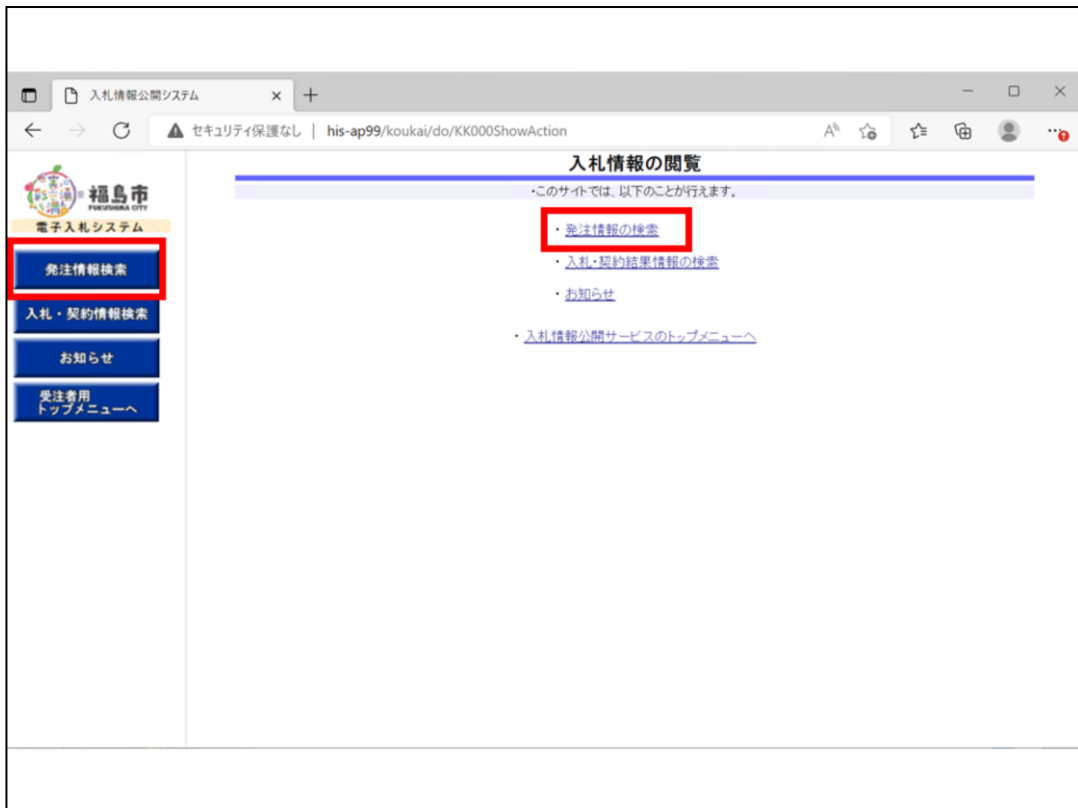 入札情報公開システム
セキュリティ保護なし | his-ap99/koukai/do/KK000ShowAction
福島市
FUKUSHIMA CITY
電子入札システム
発注情報検索
入札・契約情報検索
お知らせ
受注者用
トップメニューへ
入札情報の閲覧
・このサイトでは、以下のことが行えます。
・発注情報の検索
・入札・契約結果情報の検索
・お知らせ
・入札情報公開サービスのトップメニューへ